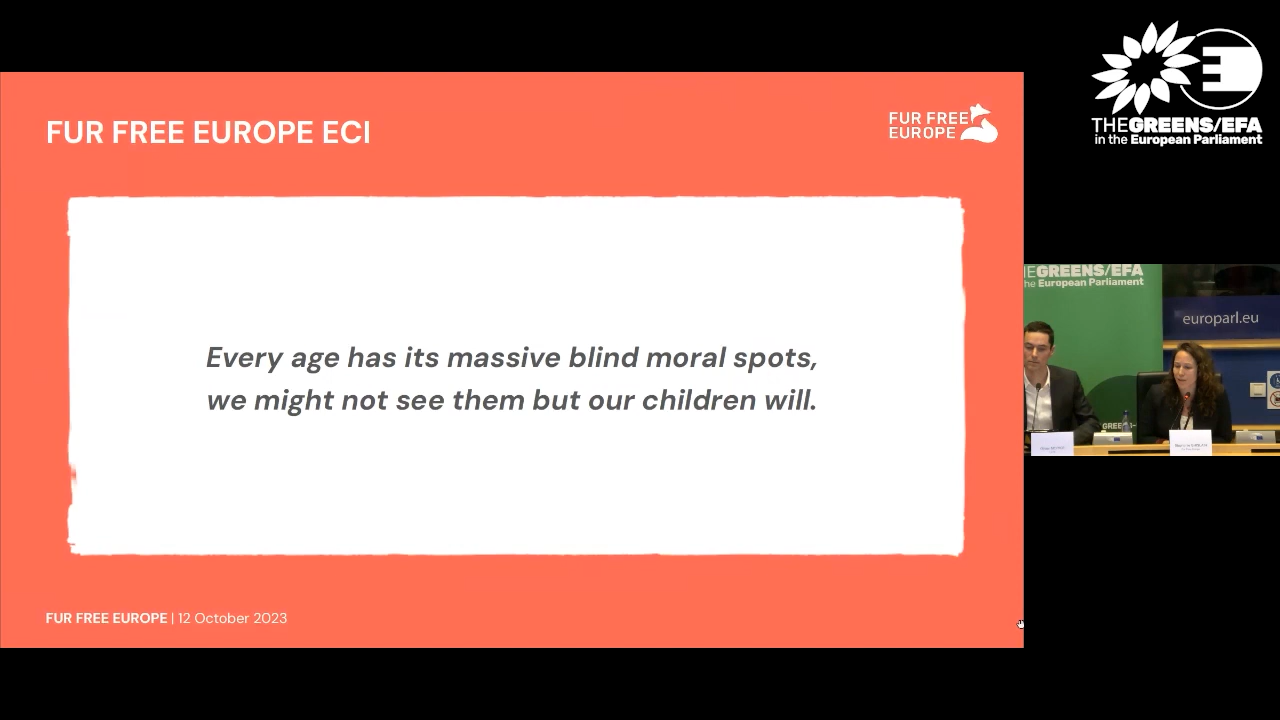 FUR FREE EUROPE ECI
FUR FREE
EUROPE
Every age has its massive blind moral spots,
we might not see them but our children will.
FUR FREE EUROPE | 12 October 2023
THEGREENS/EFA
in the European Parliament
HEGREENS/EFA
he European Parliament
europarl.eu